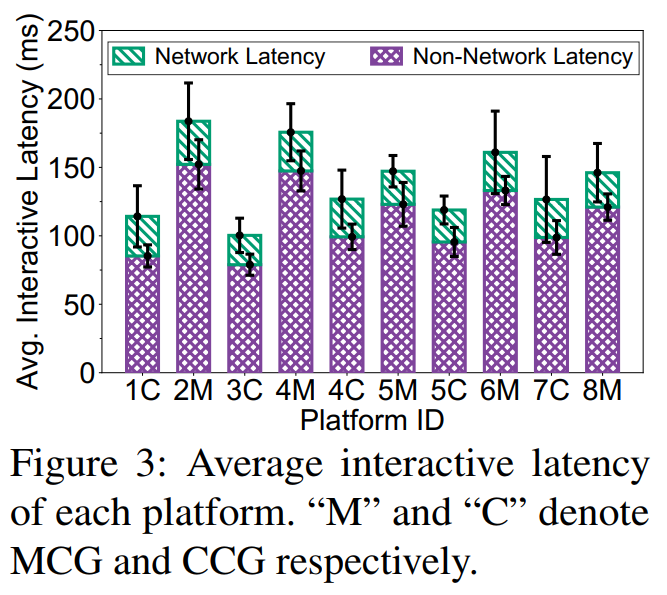 250
200
150
100
50
0
Avg. Interactive Latency (ms)
Network Latency Non-Network Latency
1C 2M 3C 4M 4C 5M 5C 6M 7C 8M
Platform ID
Figure 3: Average interactive latency
of each platform. “M” and “C” denote
MCG and CCG respectively.